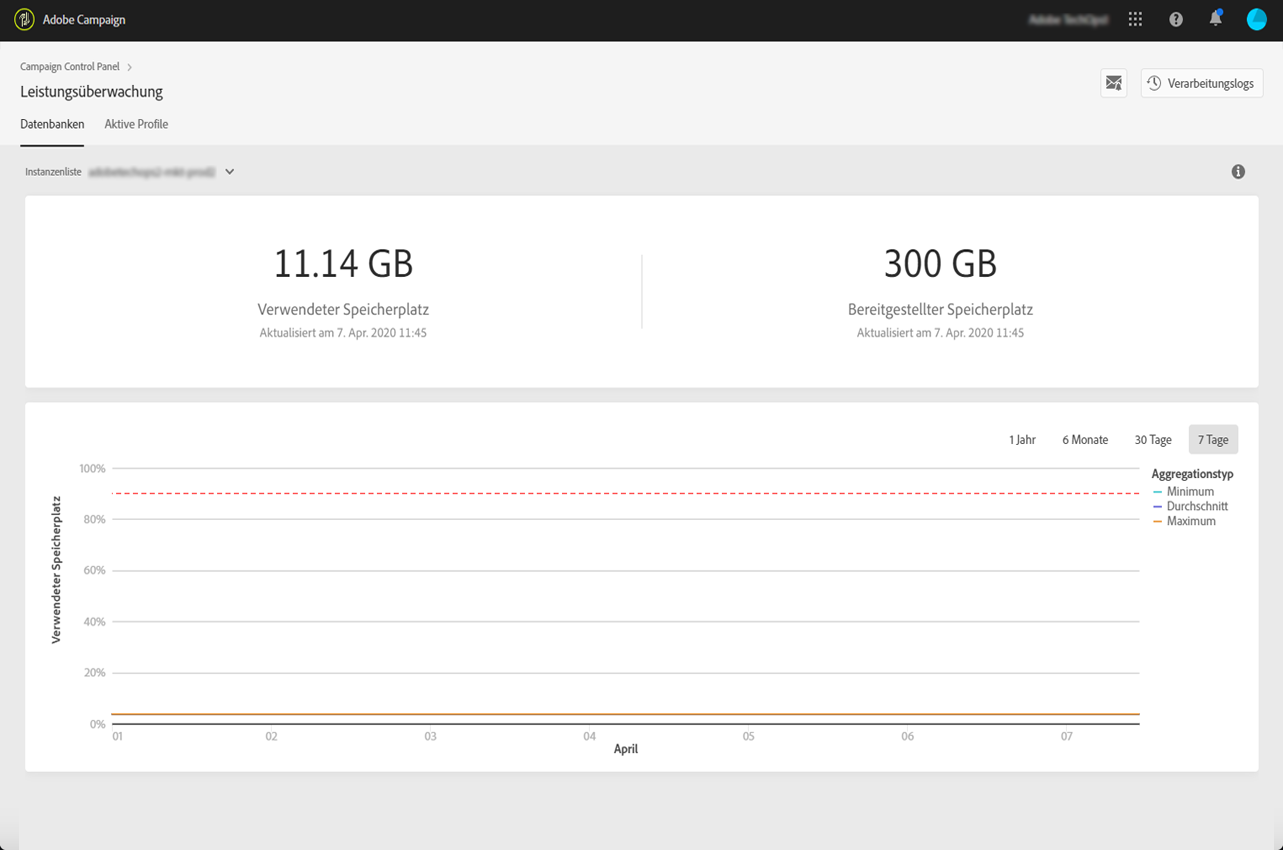 Adobe Campaign
Campaign Control Panel
Leistungsüberwachung
Verarbeitungslogs
Datenbanken Aktive Profile
Instanzenliste
11.14 GB
Verwendeter Speicherplatz
Aktualisiert am 7. Apr. 2020 11:45
300 GB
Bereitgestellter Speicherplatz
Aktualisiert am 7. Apr. 2020 11:45
1 Jahr 6 Monate 30 Tage 7 Tage
Aggregationstyp
Minimum
Durchschnitt
Maximum
Verwendeter Speicherplatz
100%
80%
60%
40%
20%
0%
01 02 03 04 05 06 07
April